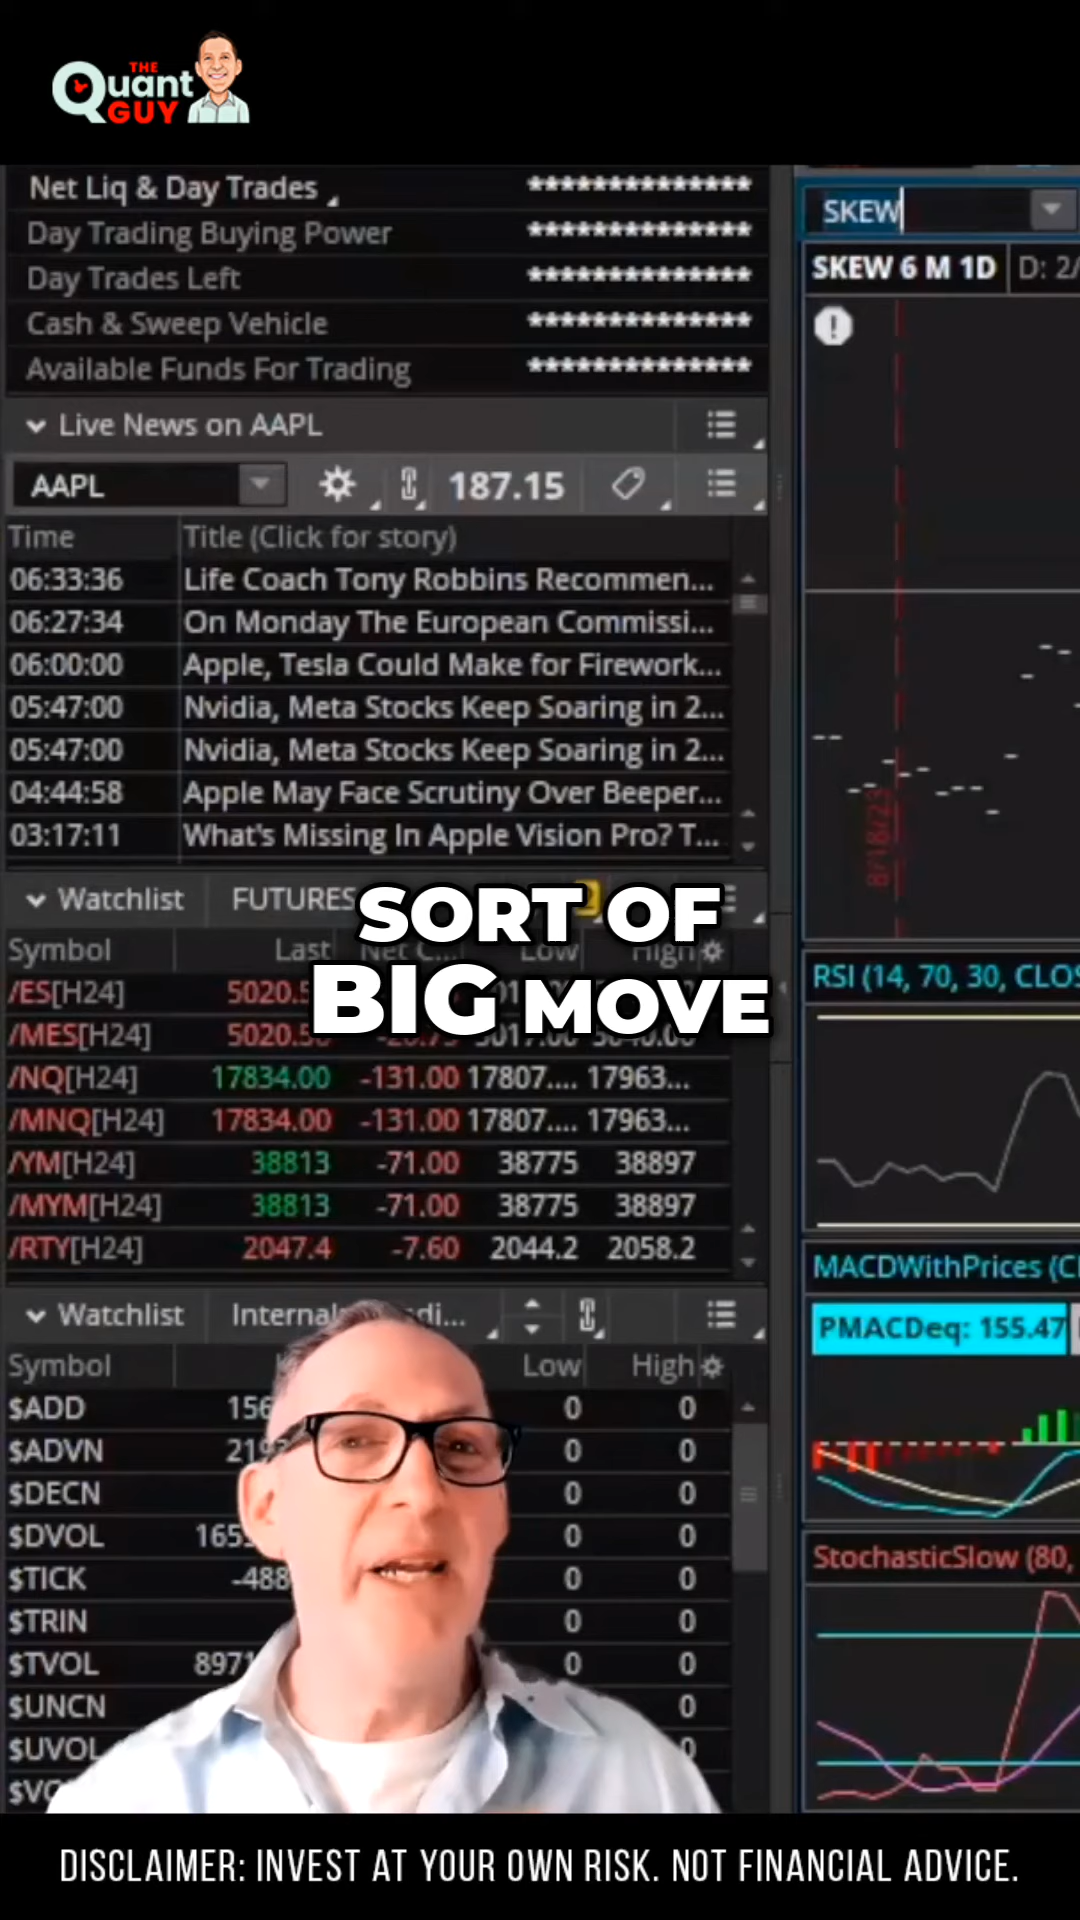 THE
Quant
GUY
Net Liq & Day Trades **************
Day Trading Buying Power **************
Day Trades Left **************
Cash & Sweep Vehicle **************
Available Funds For Trading **************
Live News on AAPL
AAPL 187.15
Time Title (Click for story)
06:33:36 Life Coach Tony Robbins Recommen...
06:27:34 On Monday The European Commissi...
06:00:00 Apple, Tesla Could Make for Firework...
05:47:00 Nvidia, Meta Stocks Keep Soaring in 2...
05:47:00 Nvidia, Meta Stocks Keep Soaring in 2...
04:44:58 Apple May Face Scrutiny Over Beeper...
03:17:11 What's Missing In Apple Vision Pro? T...
Watchlist FUTURES
SORT OF
BIG MOVE
Symbol Last Net C... Low High
/ES[H24]
/MES[H24]
/NQ[H24] 17834.00 -131.00 17807.... 17963...
/MNQ[H24] 17834.00 -131.00 17807.... 17963...
/YM[H24] 38813 -71.00 38775 38897
/MYM[H24] 38813 -71.00 38775 38897
/RTY[H24] 2047.4 -7.60 2044.2 2058.2
Watchlist
Symbol Low High
$ADD 0 0
$ADVN 0 0
$DECN 0 0
$DVOL 0 0
$TICK -488 0 0
$TRIN 0 0
$TVOL 0 0
$UNCN 0
$UVOL 0
SKEW
SKEW 6 M 1D
8/18/23
RSI (14, 70, 30, CLOS
MACDWithPrices (Cl
PMACDeq: 155.47
StochasticSlow (80,
DISCLAIMER: INVEST AT YOUR OWN RISK. NOT FINANCIAL ADVICE.